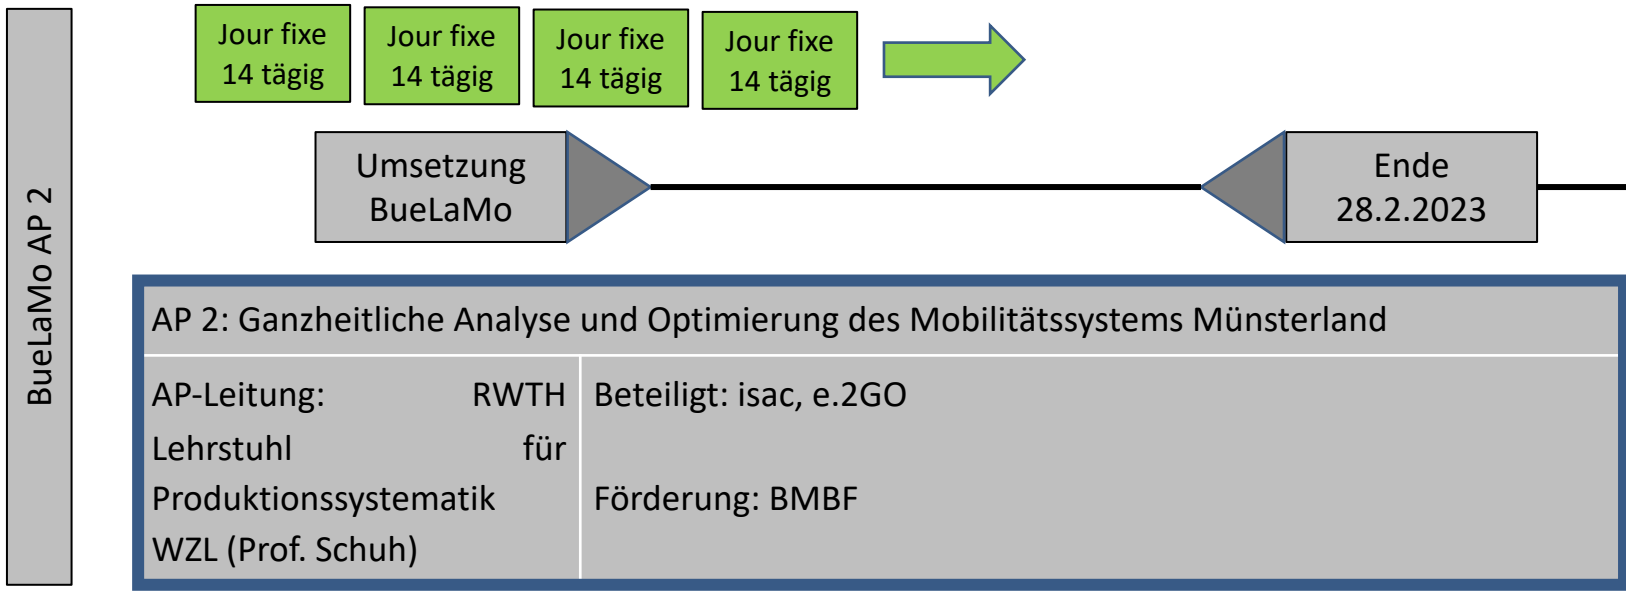 Jour fixe
14 tägig
Jour fixe
14 tägig
Jour fixe
14 tägig
Jour fixe
14 tägig
Umsetzung
BueLaMo
Ende
28.2.2023
BueLaMo AP 2
AP 2: Ganzheitliche Analyse und Optimierung des Mobilitätssystems Münsterland
AP-Leitung: RWTH
Lehrstuhl für
Produktionssystematik
WZL (Prof. Schuh)
Beteiligt: isac, e.2GO
Förderung: BMBF